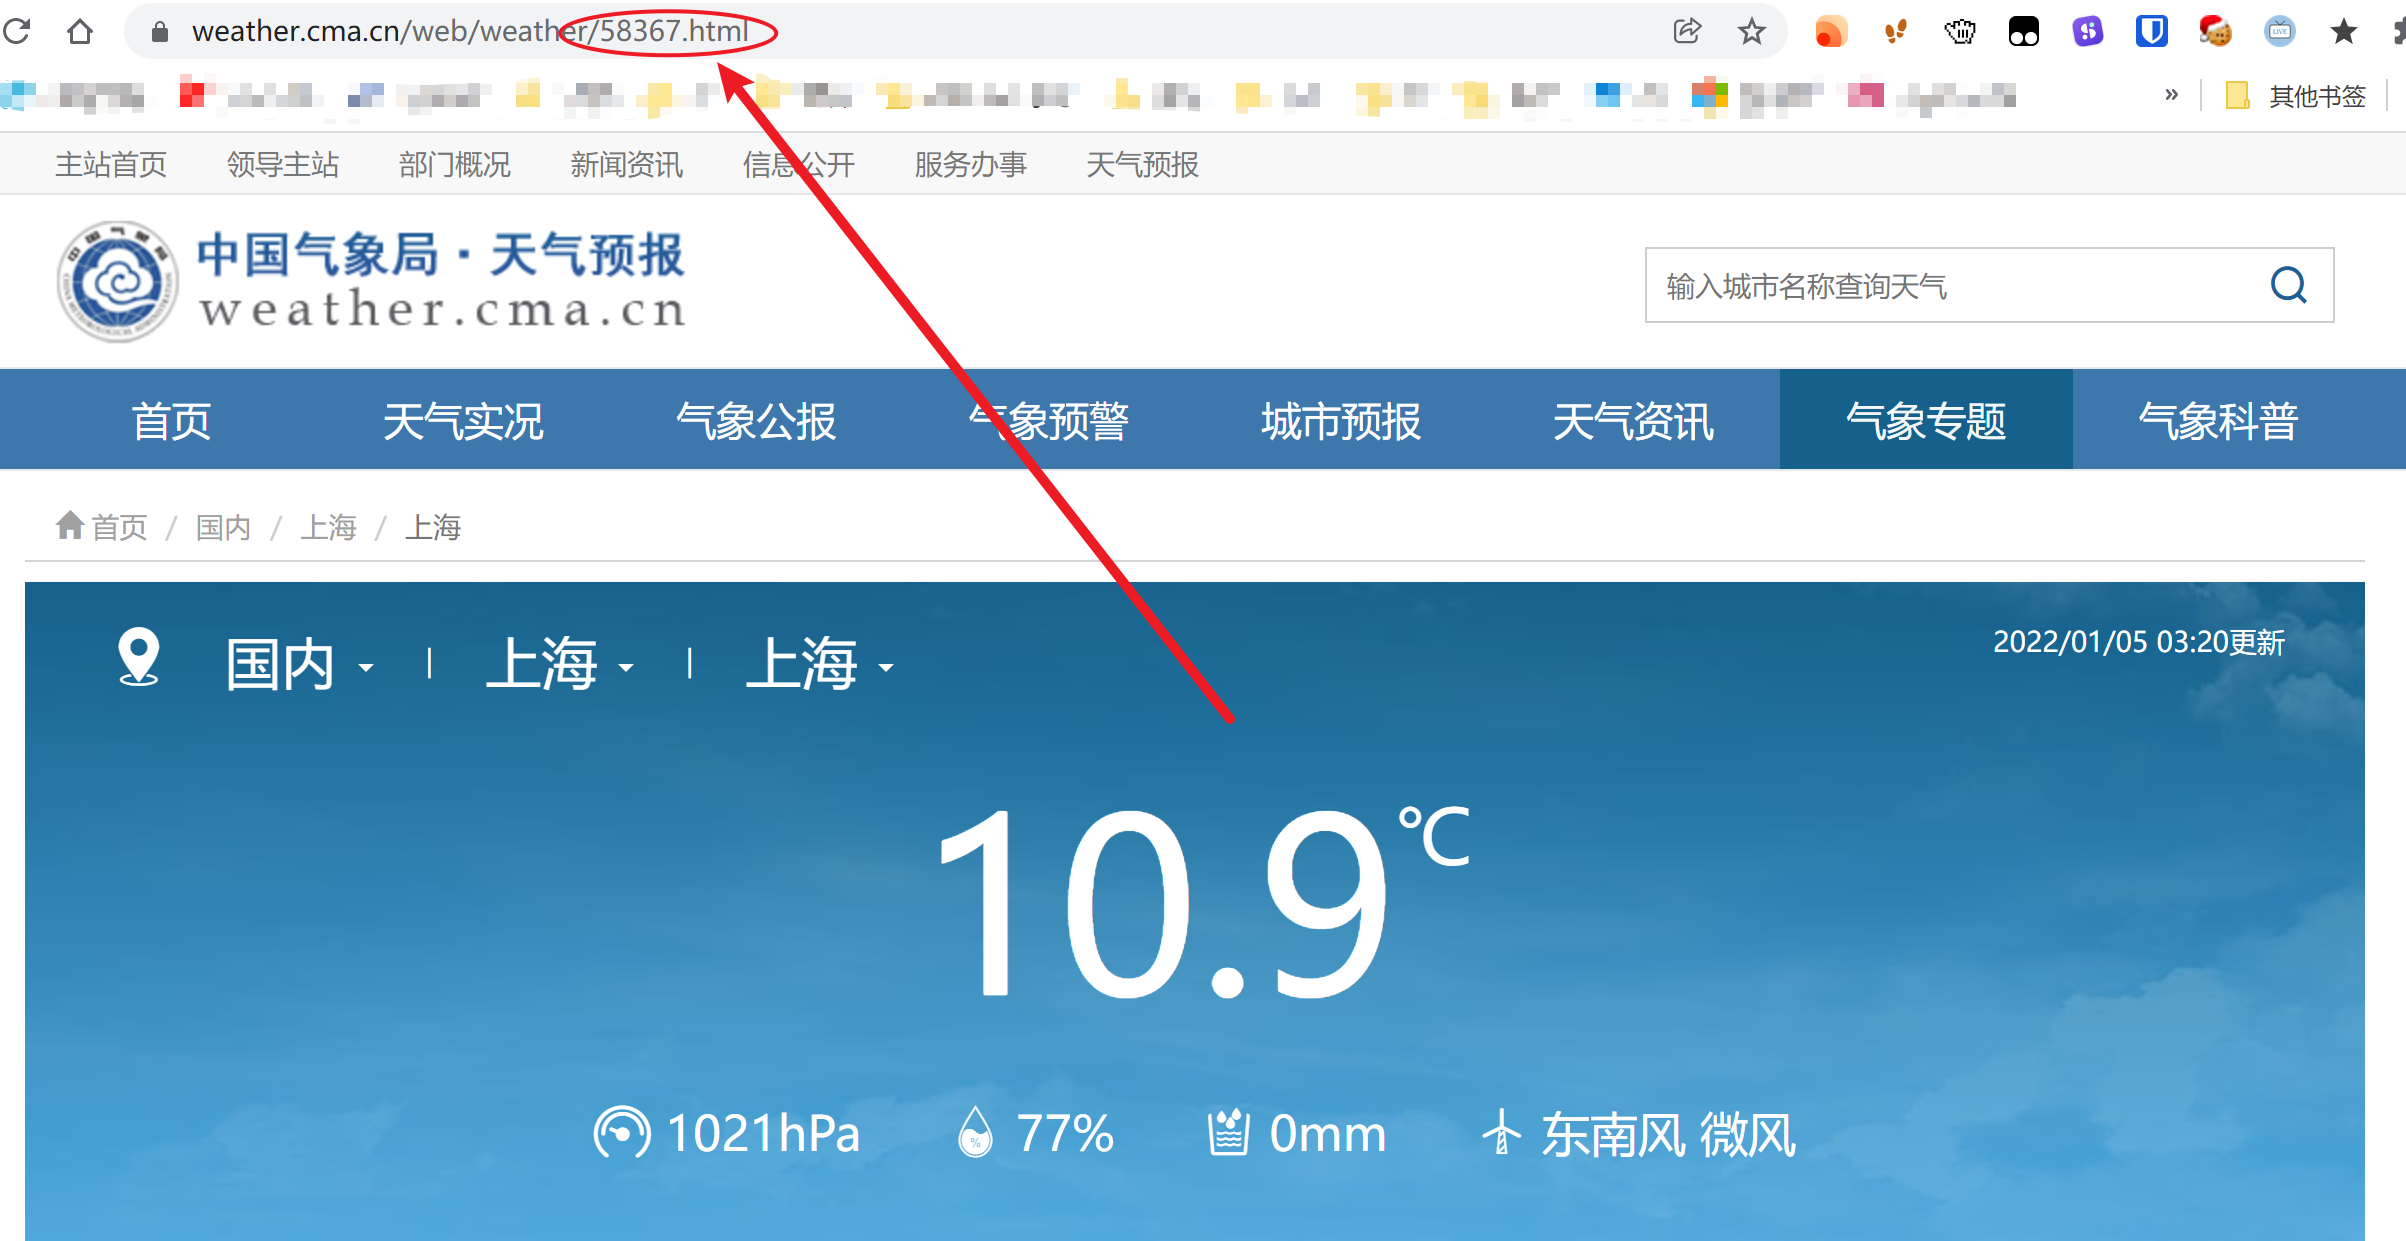 weather.cma.cn/web/weather/58367.html
» 其他书签
主站首页 领导主站 部门概况 新闻资讯 信息公开 服务办事 天气预报
中国气象局·天气预报
weather.cma.cn
输入城市名称查询天气
首页 天气实况 气象公报 气象预警 城市预报 天气资讯 气象专题 气象科普
首页 / 国内 / 上海 / 上海
国内 | 上海 | 上海
2022/01/05 03:20更新
10.9℃
1021hPa 77% 0mm 东南风 微风